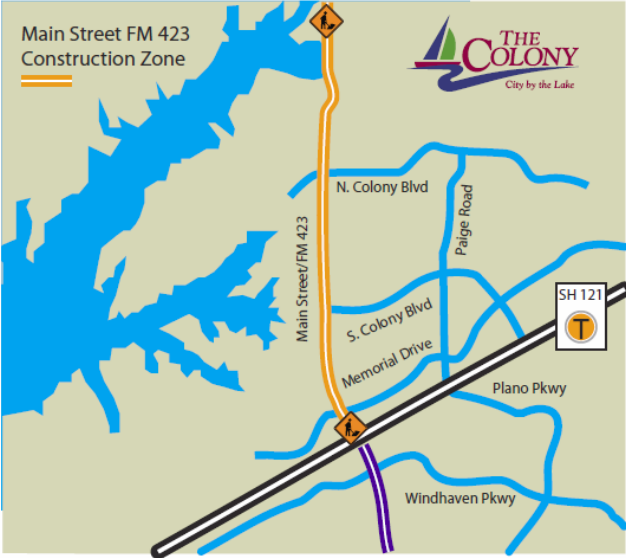 Main Street FM 423
Construction Zone
THE
COLONY
City by the Lake
N. Colony Blvd
Paige Road
Main Street/FM 423
SH 121
T
S. Colony Blvd
Memorial Drive
Plano Pkwy
Windhaven Pkwy